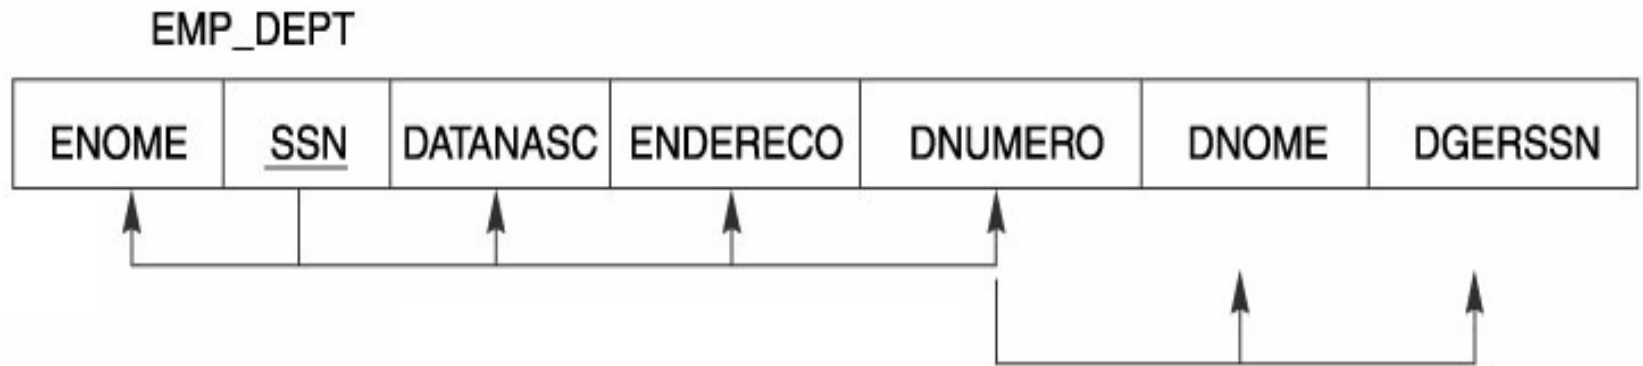 EMP_DEPT
ENOME SSN DATANASC ENDERECO DNUMERO DNOME DGERSSN